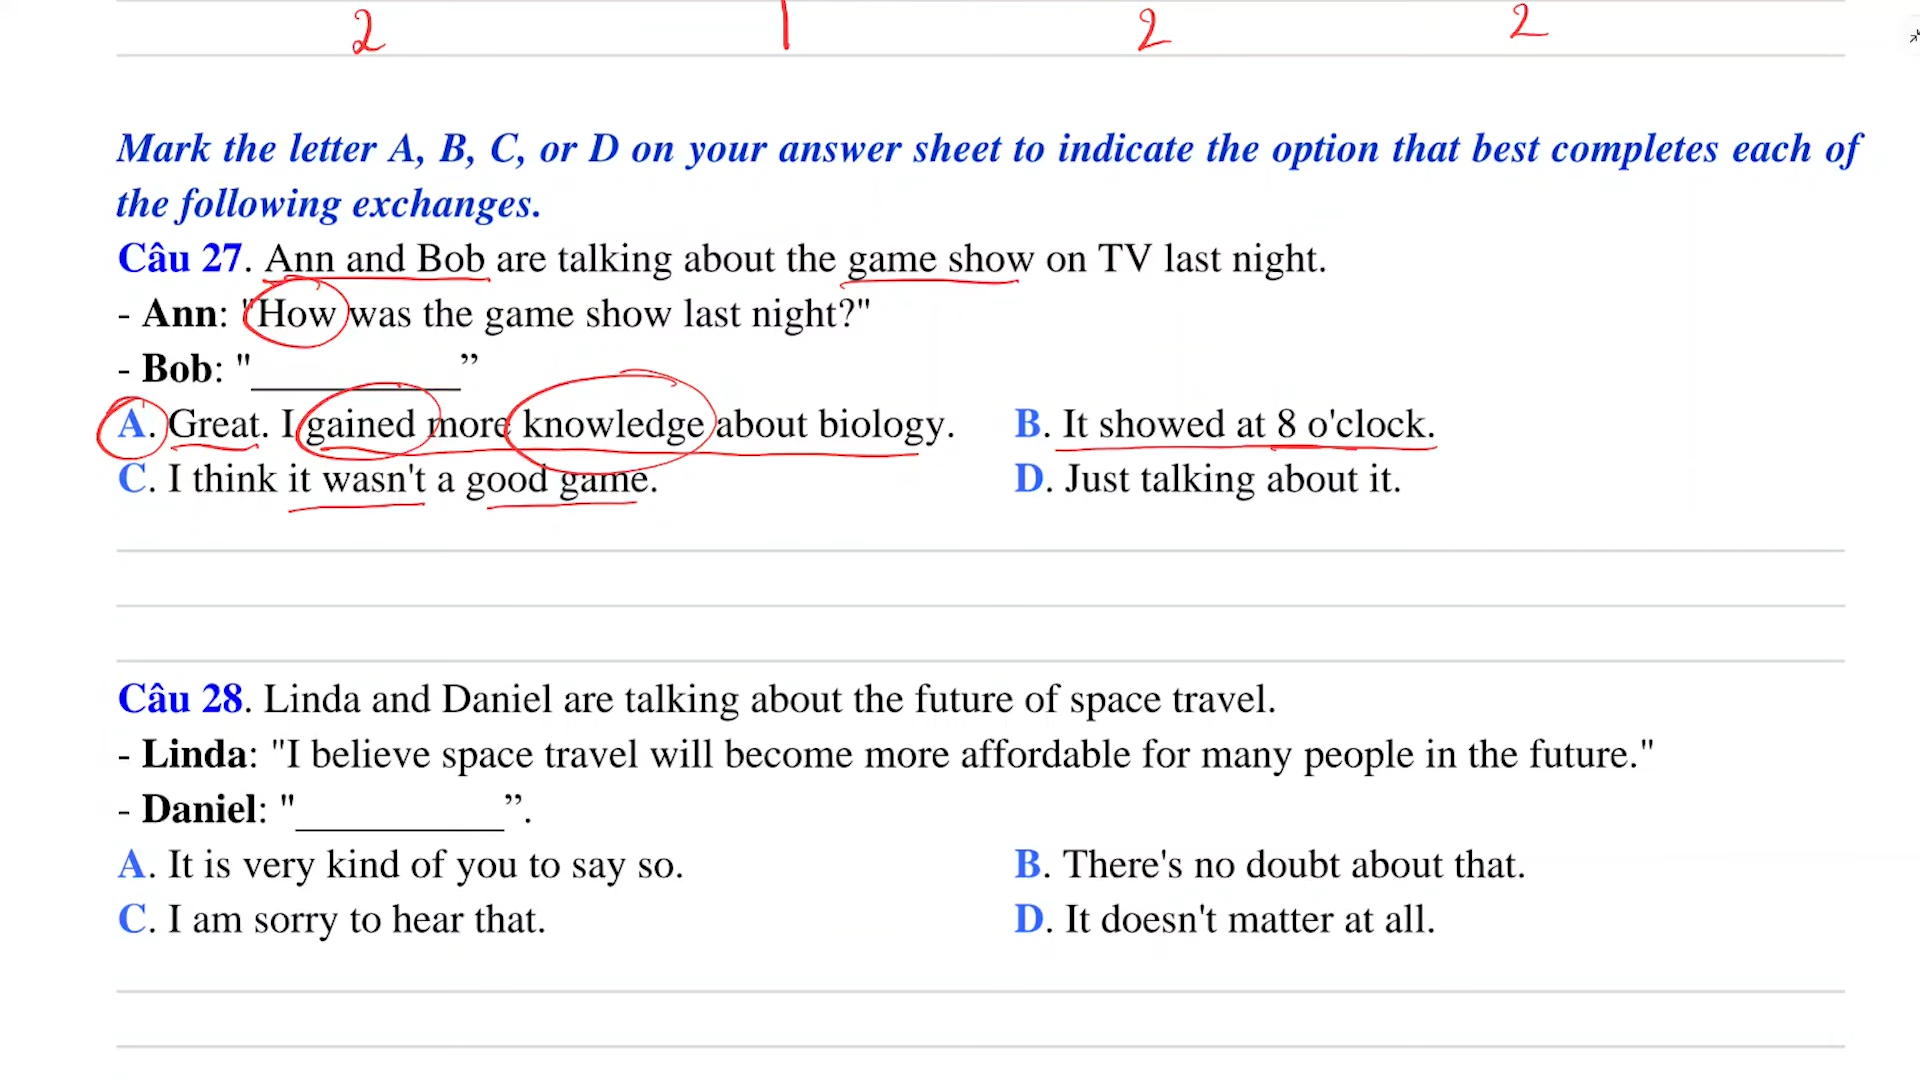 2 1 2 2
Mark the letter A, B, C, or D on your answer sheet to indicate the option that best completes each of
the following exchanges.
Câu 27. Ann and Bob are talking about the game show on TV last night.
- Ann: "How was the game show last night?"
- Bob: "__________”
A. Great. I gained more knowledge about biology. B. It showed at 8 o'clock.
C. I think it wasn't a good game. D. Just talking about it.
Câu 28. Linda and Daniel are talking about the future of space travel.
- Linda: "I believe space travel will become more affordable for many people in the future."
- Daniel: "__________”.
A. It is very kind of you to say so. B. There's no doubt about that.
C. I am sorry to hear that. D. It doesn't matter at all.